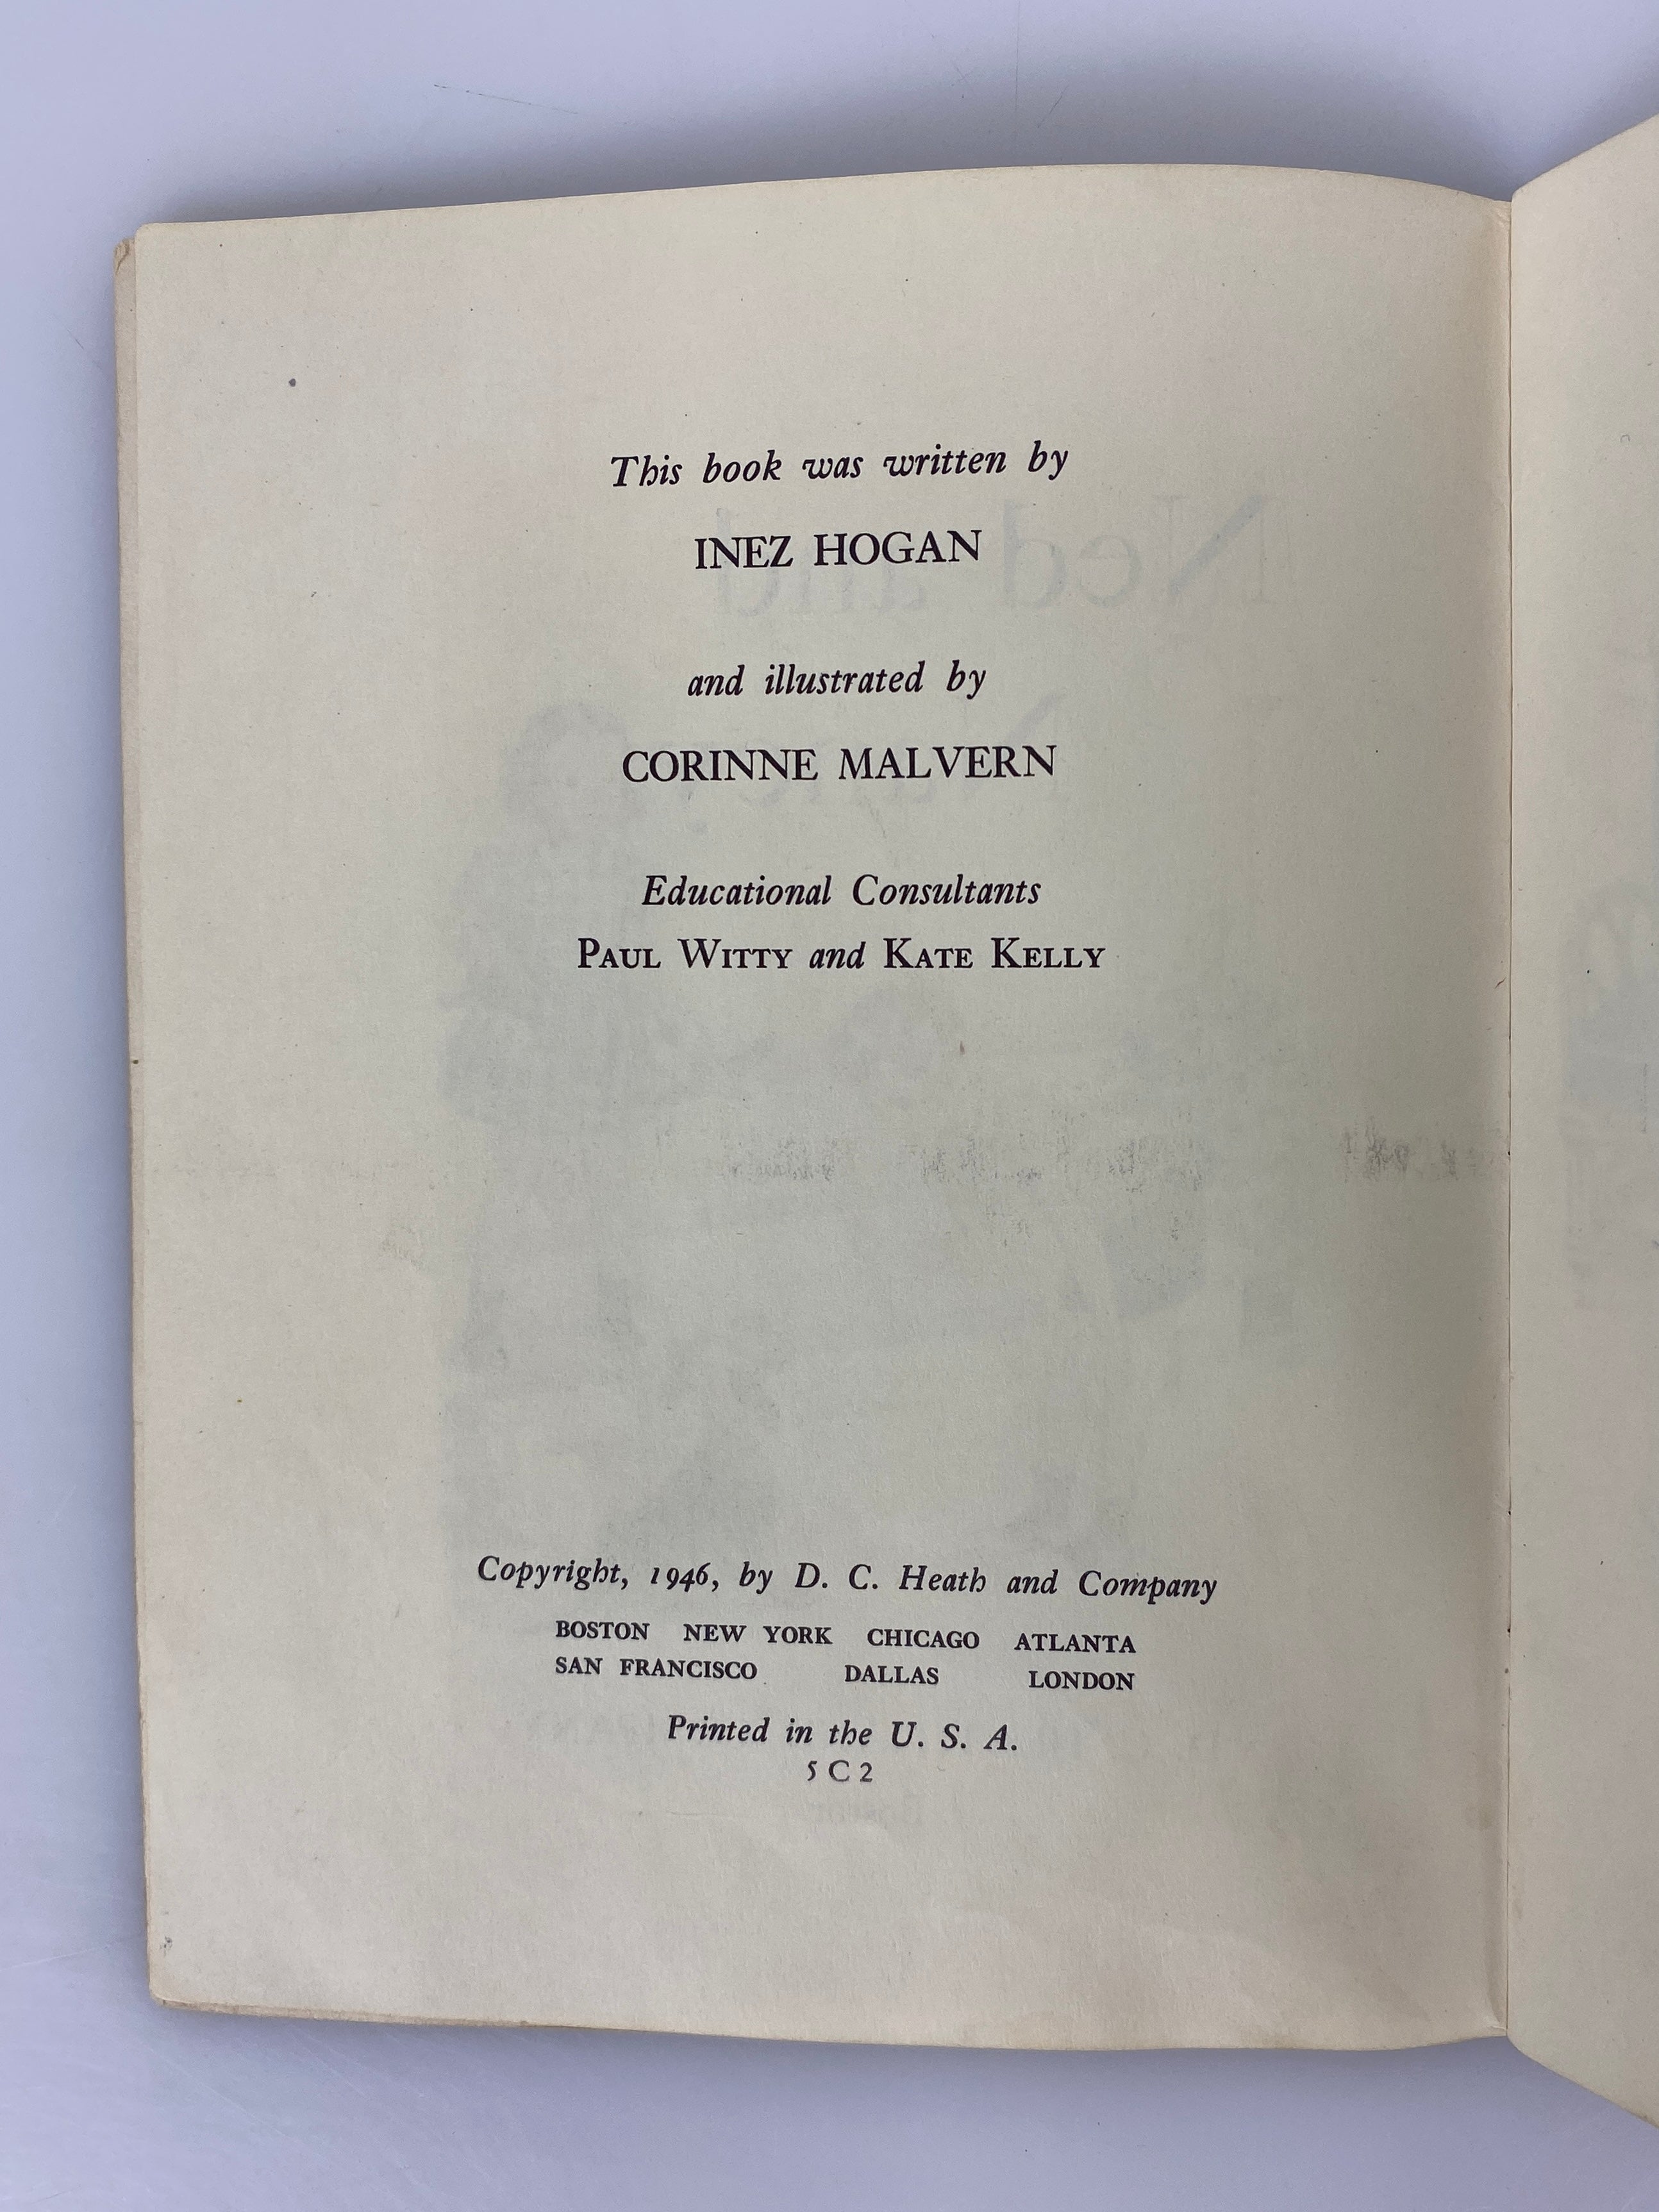 This book was written by
INEZ HOGAN
and illustrated by
CORINNE MALVERN
Educational Consultants
PAUL WITTY and KATE KELLY
Copyright, 1946, by D. C. Heath and Company
BOSTON NEW YORK CHICAGO ATLANTA
SAN FRANCISCO DALLAS LONDON
Printed in the U. S. A.
5 C 2